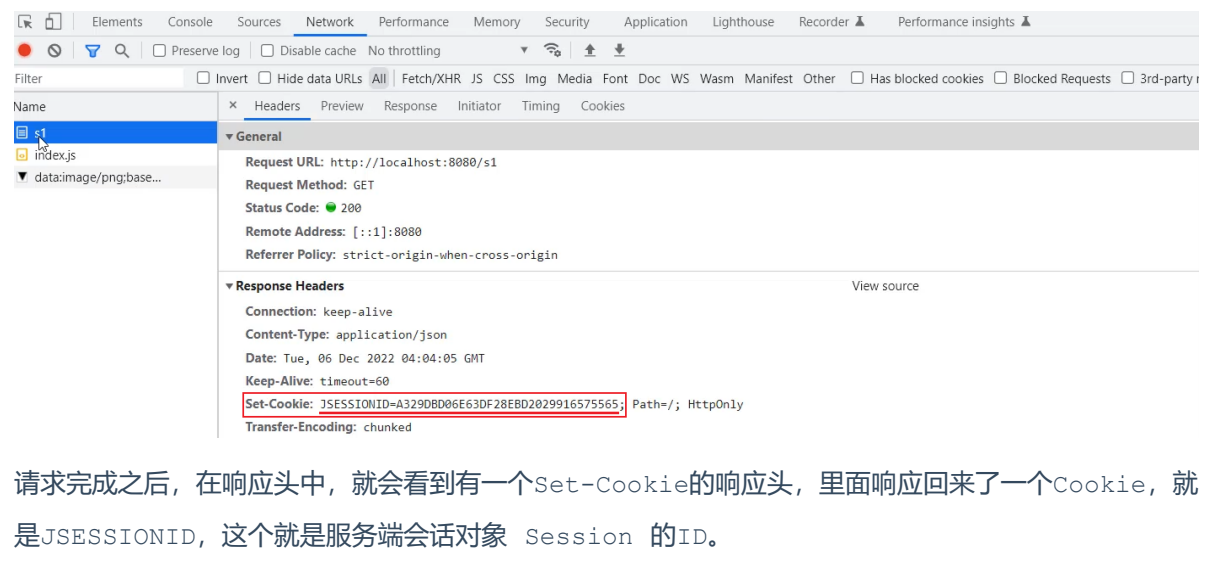 Elements Console Sources Network Performance Memory Security Application Lighthouse Recorder Performance insights
Preserve log Disable cache No throttling
Filter Invert Hide data URLs All Fetch/XHR JS CSS Img Media Font Doc WS Wasm Manifest Other Has blocked cookies Blocked Requests 3rd-party r
Name × Headers Preview Response Initiator Timing Cookies
s1
index.js
data:image/png;base...
General
Request URL: http://localhost:8080/s1
Request Method: GET
Status Code: 200
Remote Address: [::1]:8080
Referrer Policy: strict-origin-when-cross-origin
Response Headers View source
Connection: keep-alive
Content-Type: application/json
Date: Tue, 06 Dec 2022 04:04:05 GMT
Keep-Alive: timeout=60
Set-Cookie: JSESSIONID=A329DBD06E63DF28EBD2029916575565; Path=/; HttpOnly
Transfer-Encoding: chunked
请求完成之后，在响应头中，就会看到有一个Set-Cookie的响应头，里面响应回来了一个Cookie，就
是JSESSIONID，这个就是服务端会话对象 Session 的ID。